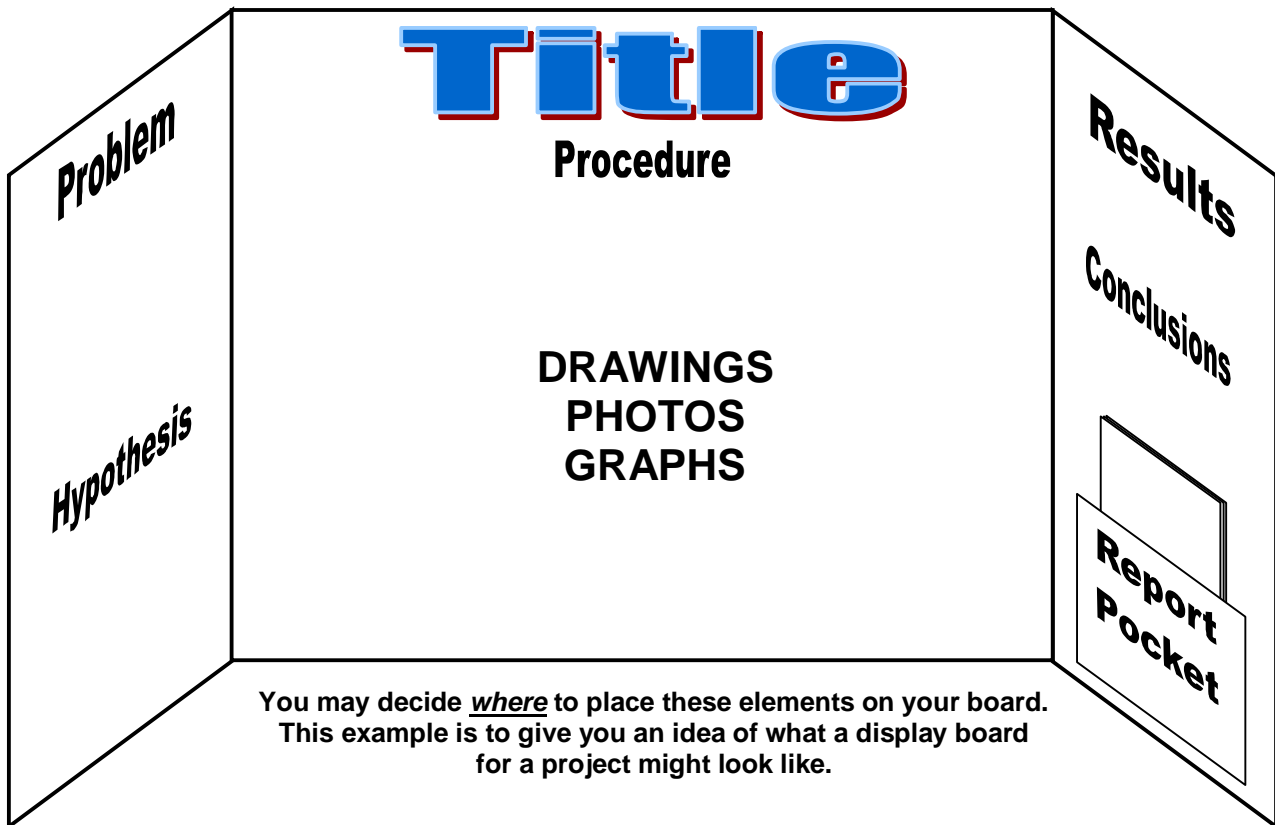 Title
Procedure
Problem
Hypothesis
DRAWINGS
PHOTOS
GRAPHS
Results
Conclusions
Report
Pocket
You may decide where to place these elements on your board.
This example is to give you an idea of what a display board
for a project might look like.